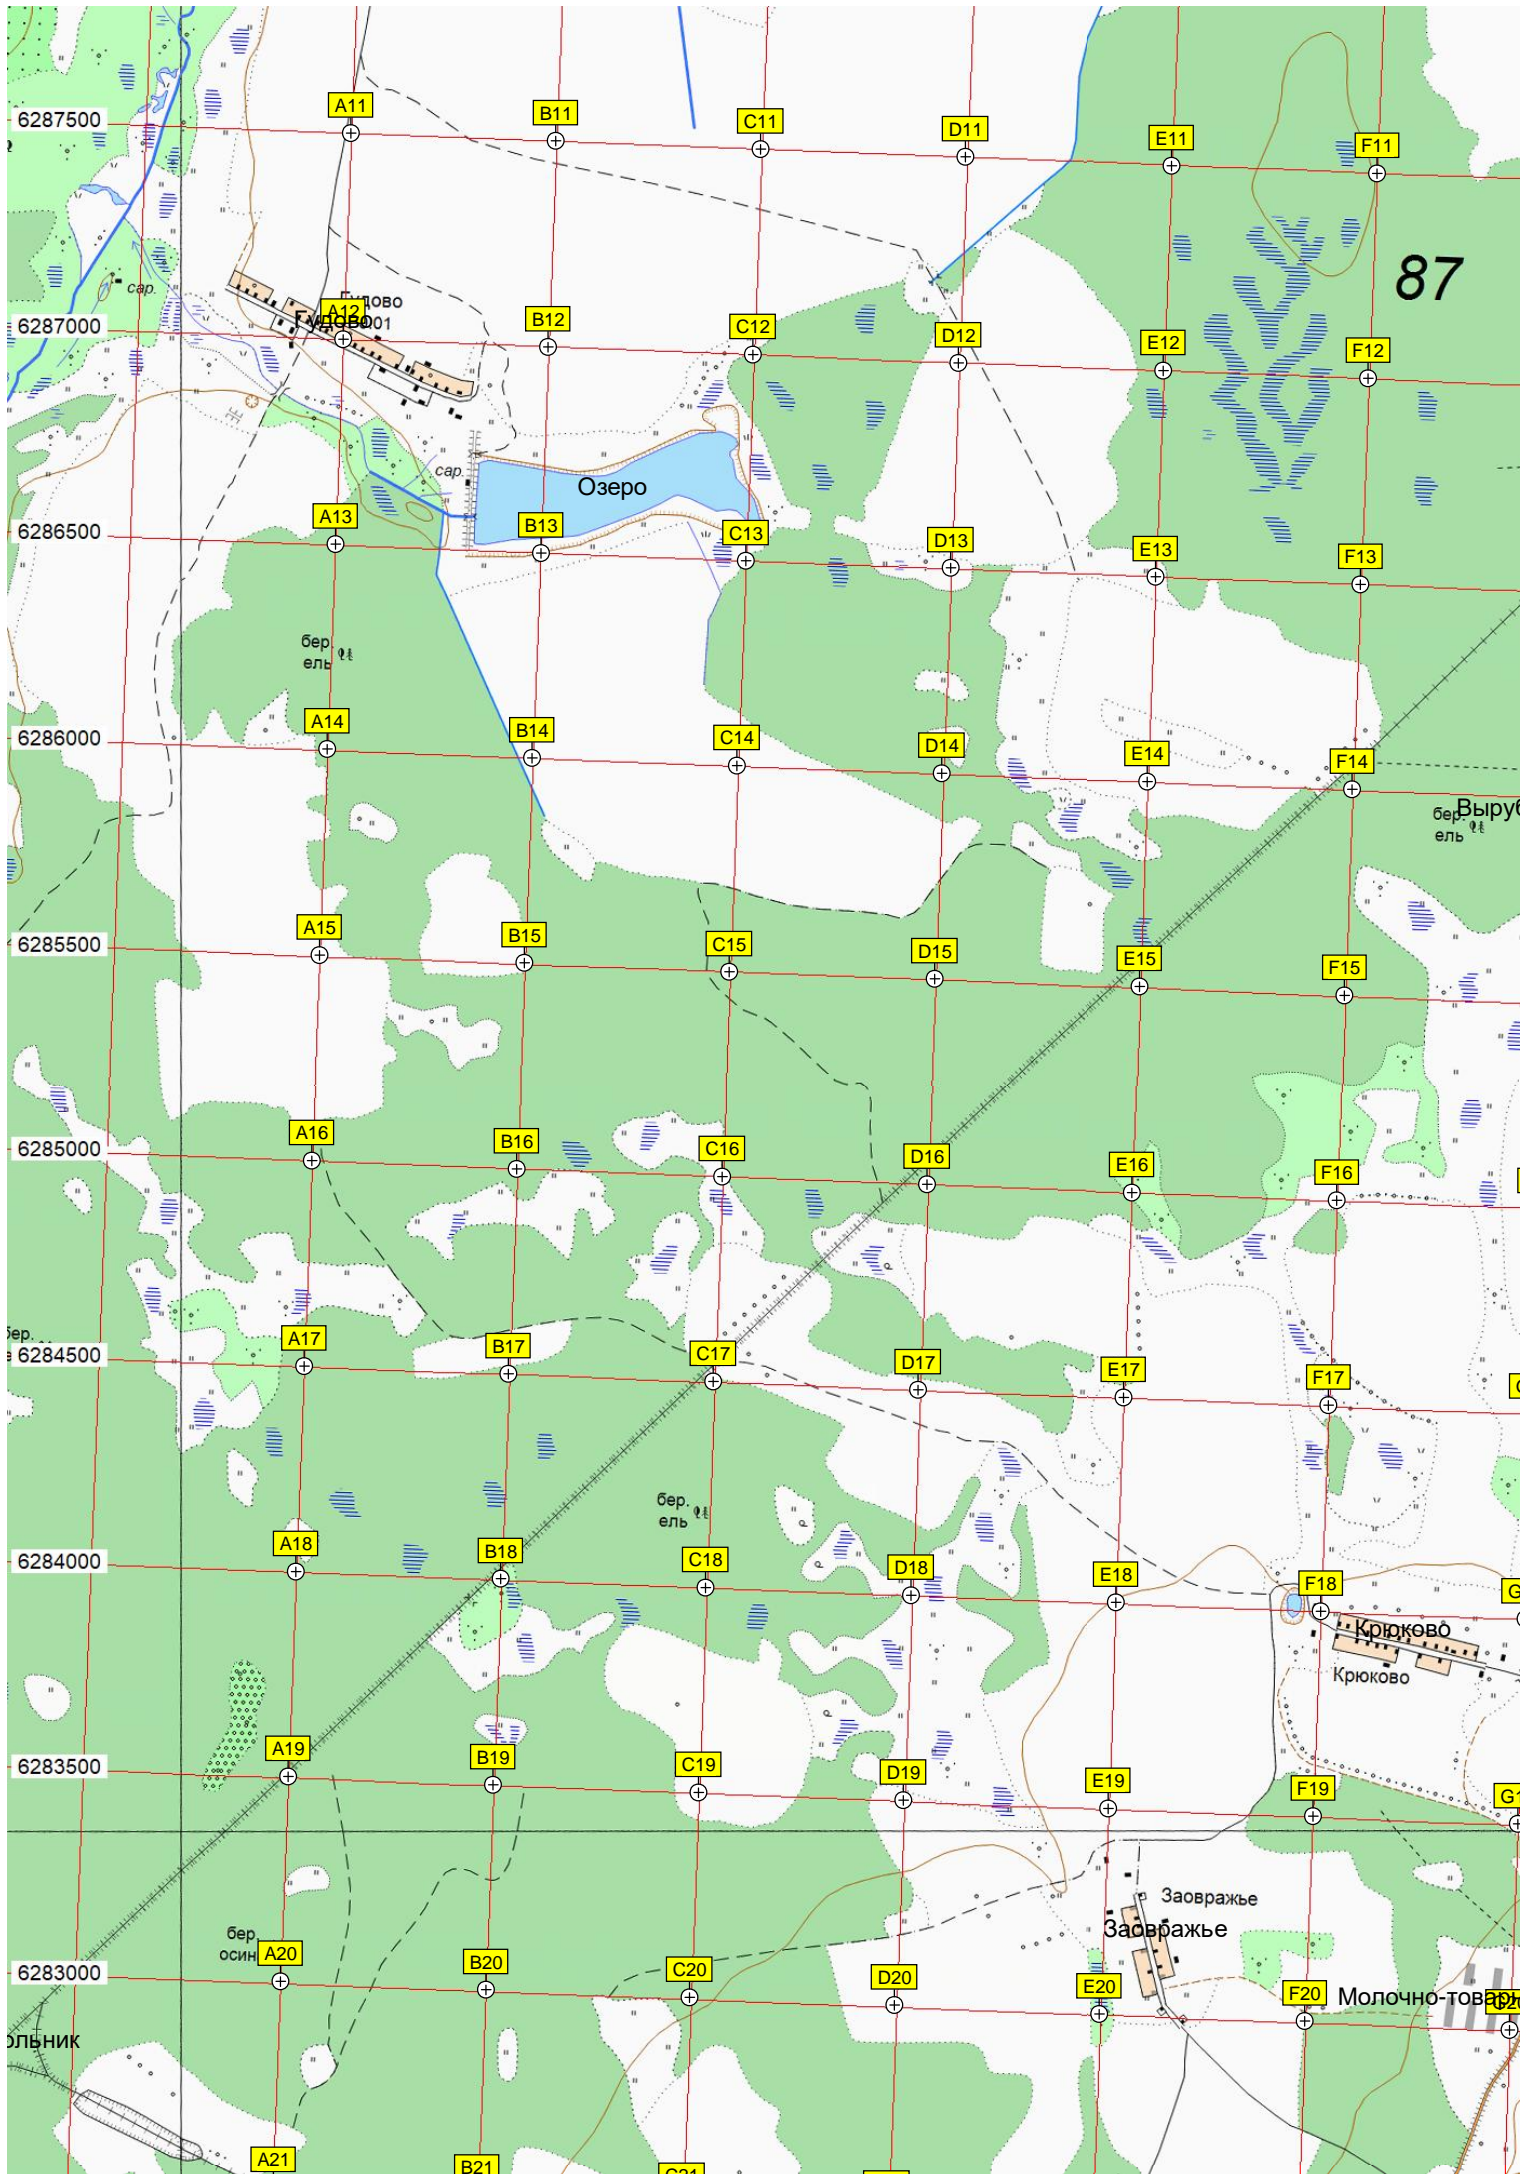 A11 B11 C11 D11 E11 F11
6287500
87
сар.
Гудово
A12 B12 C12 D12 E12 F12
6287000
Гудово
сар.
Озеро
A13 B13 C13 D13 E13 F13
6286500
бер.
ель
A14 B14 C14 D14 E14 F14
6286000
бер.
ель
A15 B15 C15 D15 E15 F15
6285500
A16 B16 C16 D16 E16 F16
6285000
бер.
A17 B17 C17 D17 E17 F17
6284500
бер.
ель
A18 B18 C18 D18 E18 F18
6284000
Крюково
Крюково
A19 B19 C19 D19 E19 F19
6283500
Заовражье
Заовражье
бер.
осин
A20 B20 C20 D20 E20 F20
6283000
A21 B21